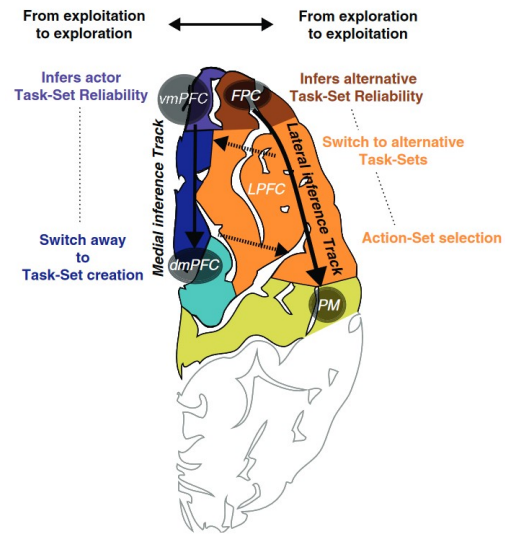 From exploitation
to exploration
From exploration
to exploitation
Infers actor
Task-Set Reliability
vmPFC
FPC
Infers alternative
Task-Set Reliability
Switch to alternative
Task-Sets
Medial inference Track
Lateral inference Track
LPFC
Switch away
to
Task-Set creation
dmPFC
Action-Set selection
PM